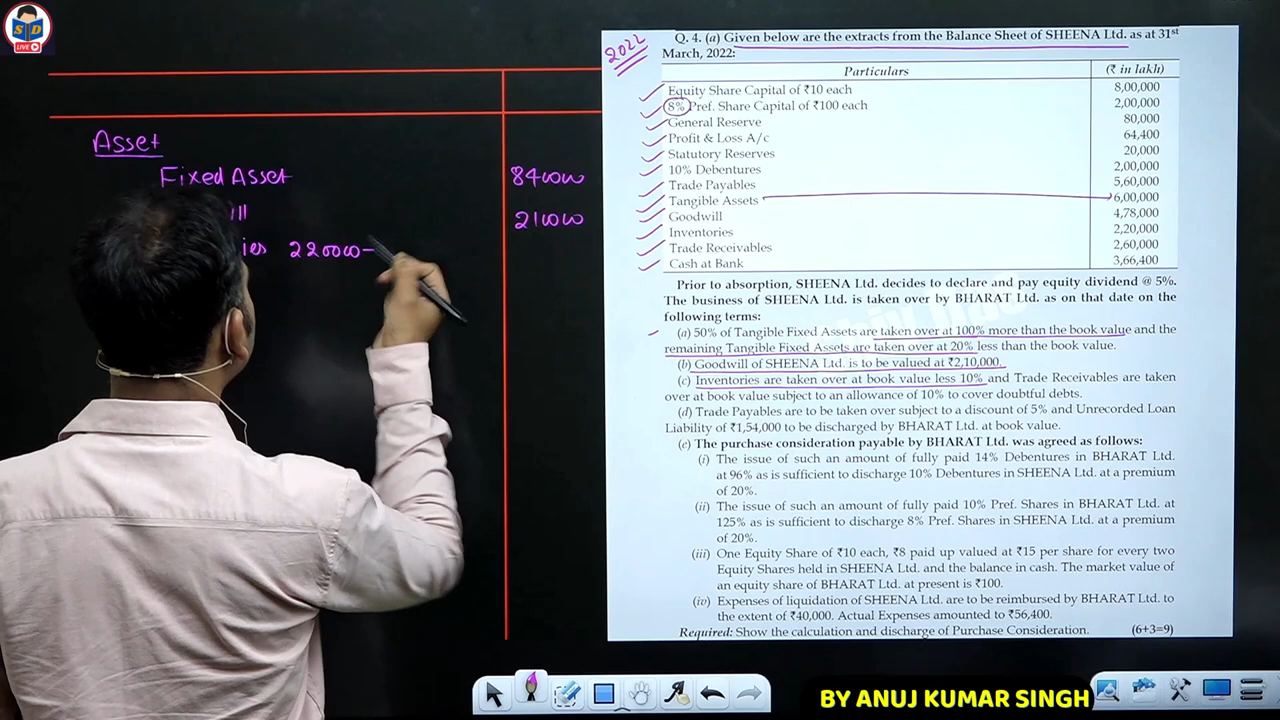 S D
LIVE
Asset
Fixed Asset 840000
ill 210000
ies 220000-
2022
Q. 4. (a) Given below are the extracts from the Balance Sheet of SHEENA Ltd. as at 31st
March, 2022:
Particulars (₹ in lakh)
Equity Share Capital of ₹10 each 8,00,000
8% Pref. Share Capital of ₹100 each 2,00,000
General Reserve 80,000
Profit & Loss A/c 64,400
Statutory Reserves 20,000
10% Debentures 2,00,000
Trade Payables 5,60,000
Tangible Assets 6,00,000
Goodwill 4,78,000
Inventories 2,20,000
Trade Receivables 2,60,000
Cash at Bank 3,66,400
Prior to absorption, SHEENA Ltd. decides to declare and pay equity dividend @ 5%.
The business of SHEENA Ltd. is taken over by BHARAT Ltd. as on that date on the
following terms:
(a) 50% of Tangible Fixed Assets are taken over at 100% more than the book value and the
remaining Tangible Fixed Assets are taken over at 20% less than the book value.
(b) Goodwill of SHEENA Ltd. is to be valued at ₹2,10,000.
(c) Inventories are taken over at book value less 10% and Trade Receivables are taken
over at book value subject to an allowance of 10% to cover doubtful debts.
(d) Trade Payables are to be taken over subject to a discount of 5% and Unrecorded Loan
Liability of ₹1,54,000 to be discharged by BHARAT Ltd. at book value.
(e) The purchase consideration payable by BHARAT Ltd. was agreed as follows:
(i) The issue of such an amount of fully paid 14% Debentures in BHARAT Ltd.
at 96% as is sufficient to discharge 10% Debentures in SHEENA Ltd. at a premium
of 20%.
(ii) The issue of such an amount of fully paid 10% Pref. Shares in BHARAT Ltd. at
125% as is sufficient to discharge 8% Pref. Shares in SHEENA Ltd. at a premium
of 20%.
(iii) One Equity Share of ₹10 each, ₹8 paid up valued at ₹15 per share for every two
Equity Shares held in SHEENA Ltd. and the balance in cash. The market value of
an equity share of BHARAT Ltd. at present is ₹100.
(iv) Expenses of liquidation of SHEENA Ltd. are to be reimbursed by BHARAT Ltd. to
the extent of ₹40,000. Actual Expenses amounted to ₹56,400.
Required: Show the calculation and discharge of Purchase Consideration. (6+3=9)
BY ANUJ KUMAR SINGH